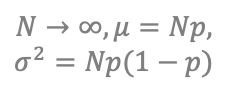 N → ∞, μ = Np,
σ² = Np(1 − p)